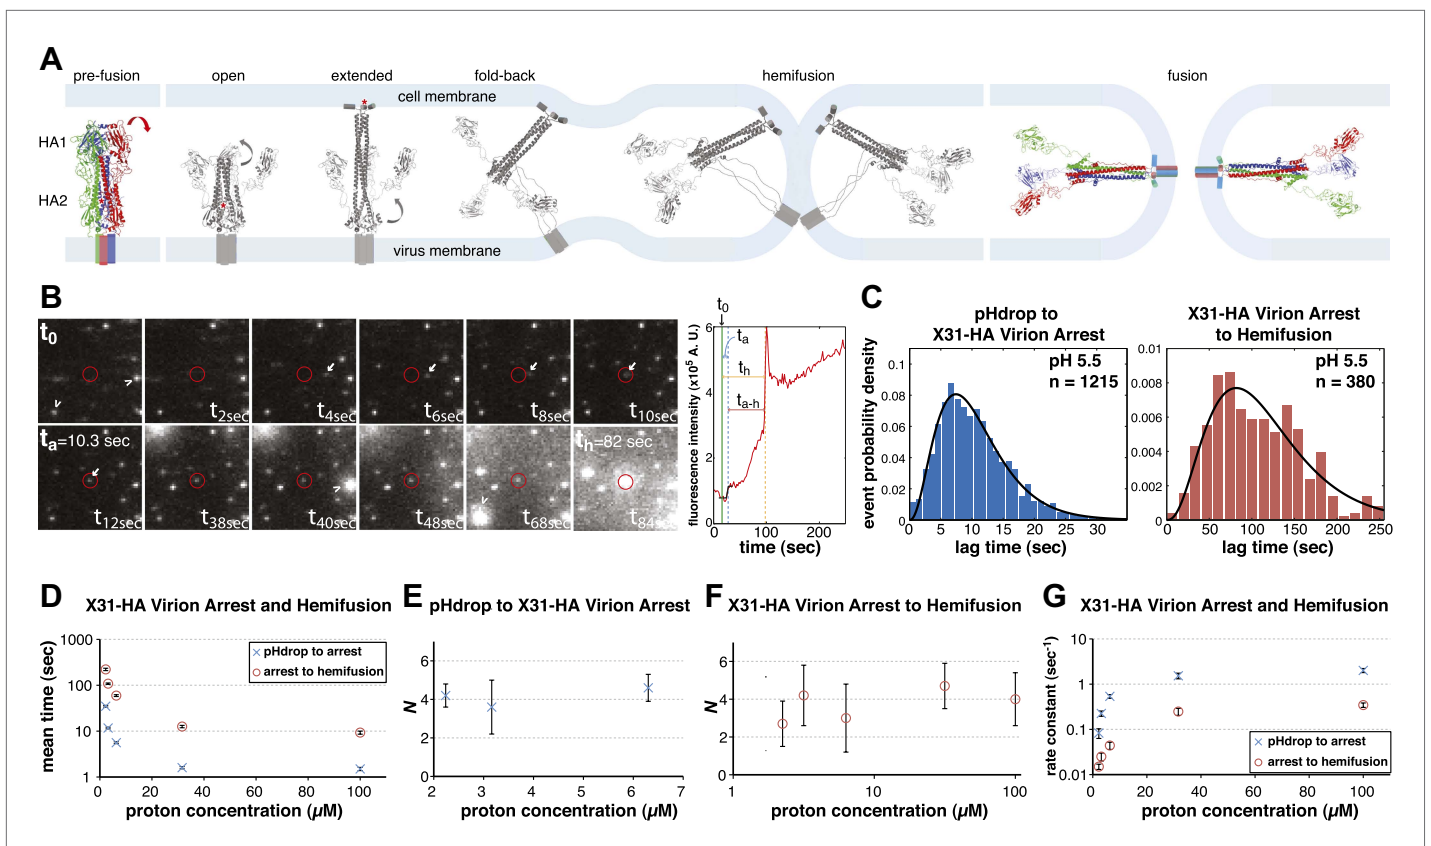 A
pre-fusion
open
extended
fold-back
hemifusion
fusion
cell membrane
HA1
HA2
virus membrane
B
t0
t2sec
t4sec
t6sec
t8sec
t10sec
ta=10.3 sec
th=82 sec
t12sec
t38sec
t40sec
t48sec
t68sec
t84sec
t0
ta
th
ta-h
fluorescence intensity (x10⁵ A. U.)
6
4
2
0
0
100
200
time (sec)
C
pHdrop to
X31-HA Virion Arrest
pH 5.5
n = 1215
event probability density
0.1
0.08
0.06
0.04
0.02
0
0 5 10 15 20 25 30
lag time (sec)
X31-HA Virion Arrest
to Hemifusion
pH 5.5
n = 380
0.01
0.008
0.006
0.004
0.002
0
0 50 100 150 200 250
lag time (sec)
D
X31-HA Virion Arrest and Hemifusion
pHdrop to arrest
arrest to hemifusion
mean time (sec)
1000
100
10
1
0 20 40 60 80 100
proton concentration (µM)
E
pHdrop to X31-HA Virion Arrest
N
6
4
2
0
2 3 4 5 6 7
proton concentration (µM)
F
X31-HA Virion Arrest to Hemifusion
N
6
4
2
0
1 10 100
proton concentration (µM)
G
X31-HA Virion Arrest and Hemifusion
rate constant (sec⁻¹)
10
1
0.1
0.01
pHdrop to arrest
arrest to hemifusion
0 20 40 60 80 100
proton concentration (µM)